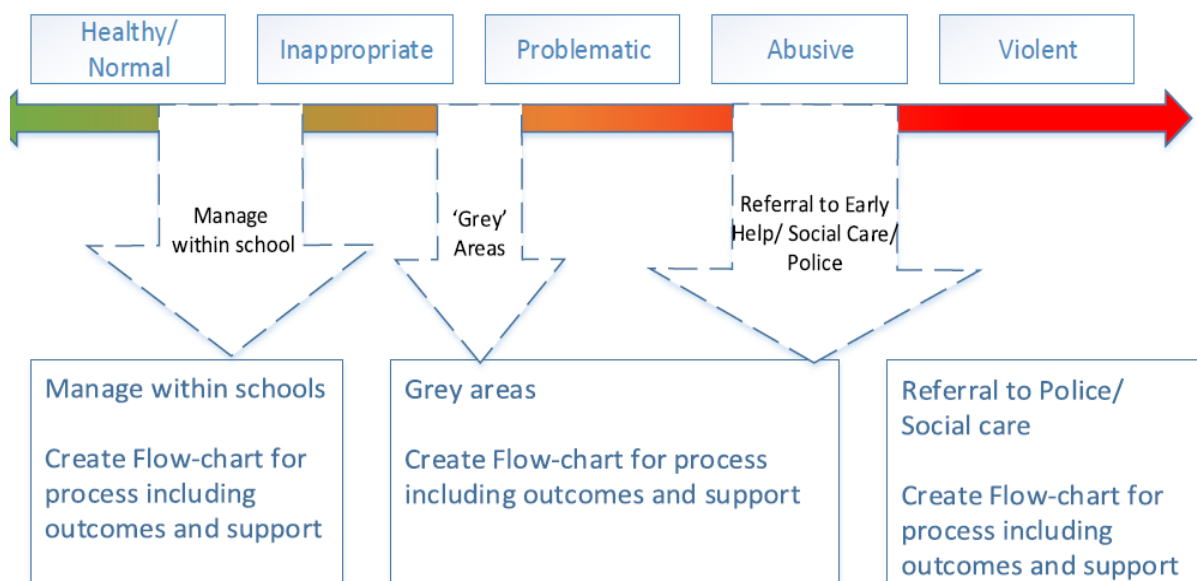 Healthy/
Normal
Inappropriate
Problematic
Abusive
Violent
Manage
within school
‘Grey’
Areas
Referral to Early
Help/ Social Care/
Police
Manage within schools
Create Flow-chart for
process including
outcomes and support
Grey areas
Create Flow-chart for process
including outcomes and support
Referral to Police/
Social care
Create Flow-chart for
process including
outcomes and support